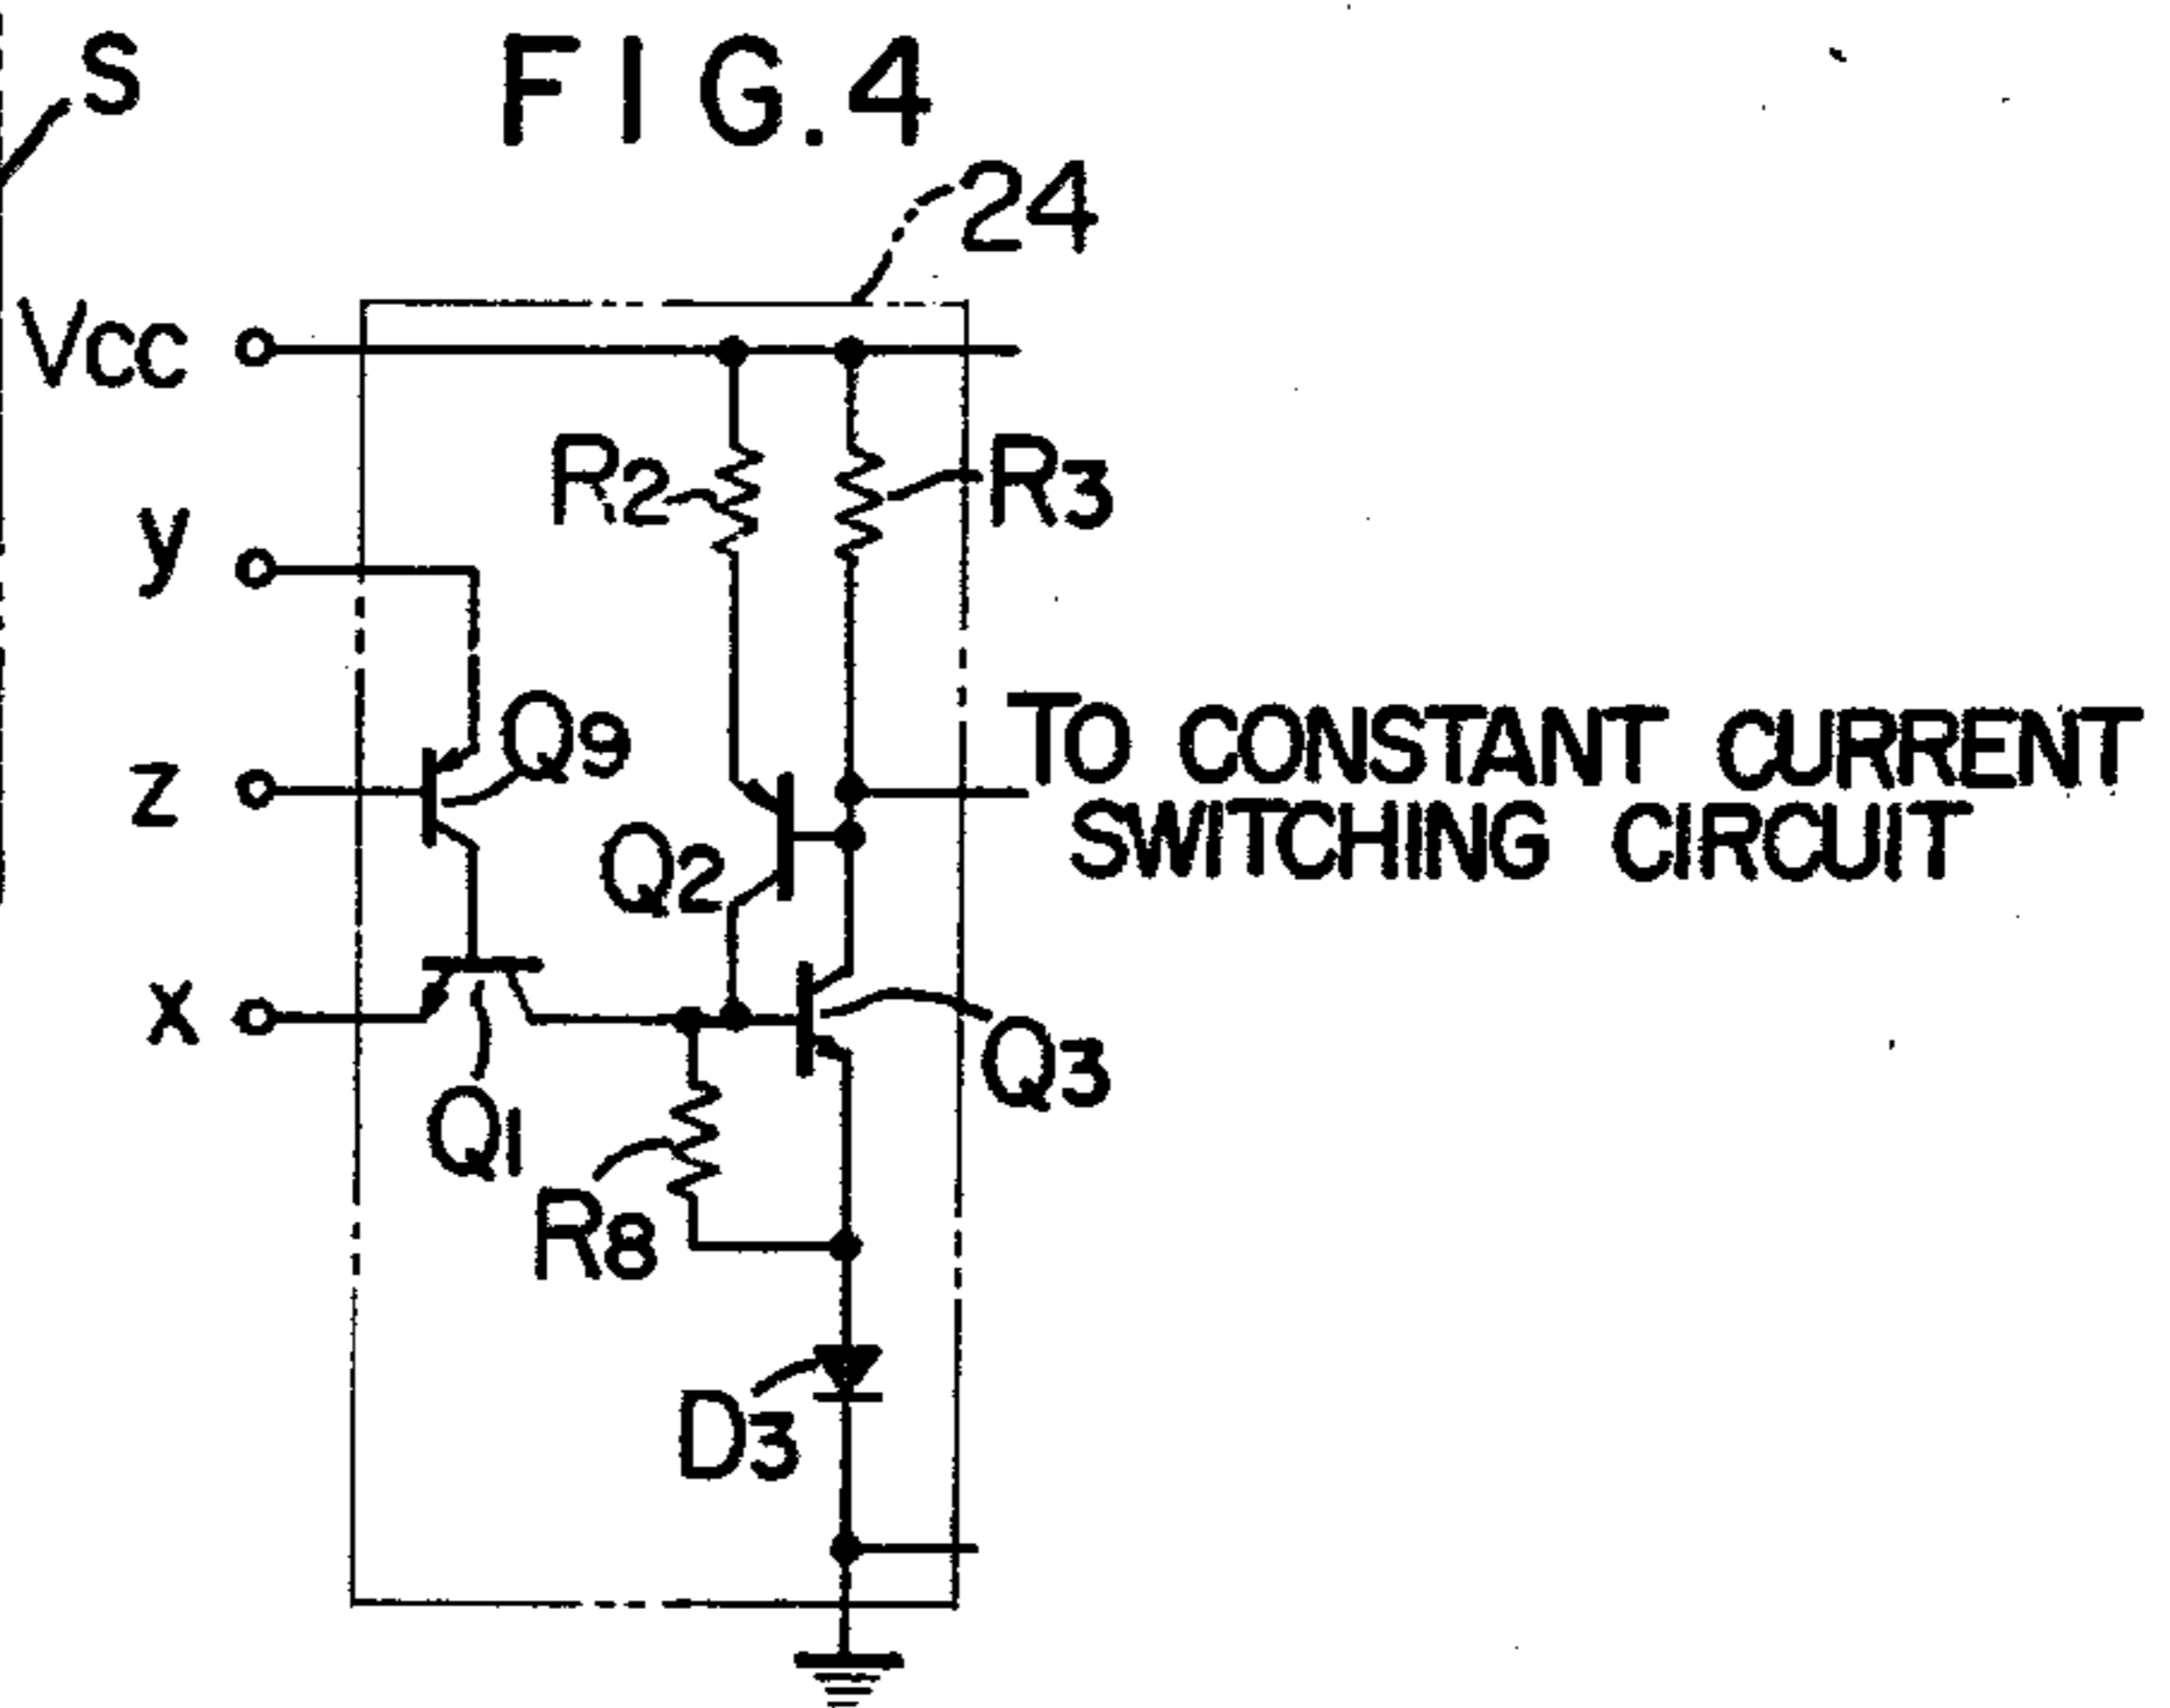 S
FIG.4
24
Vcc
R2
R3
y
Q9
TO CONSTANT CURRENT
SWITCHING CIRCUIT
z
Q2
x
Q3
Q1
R8
D3